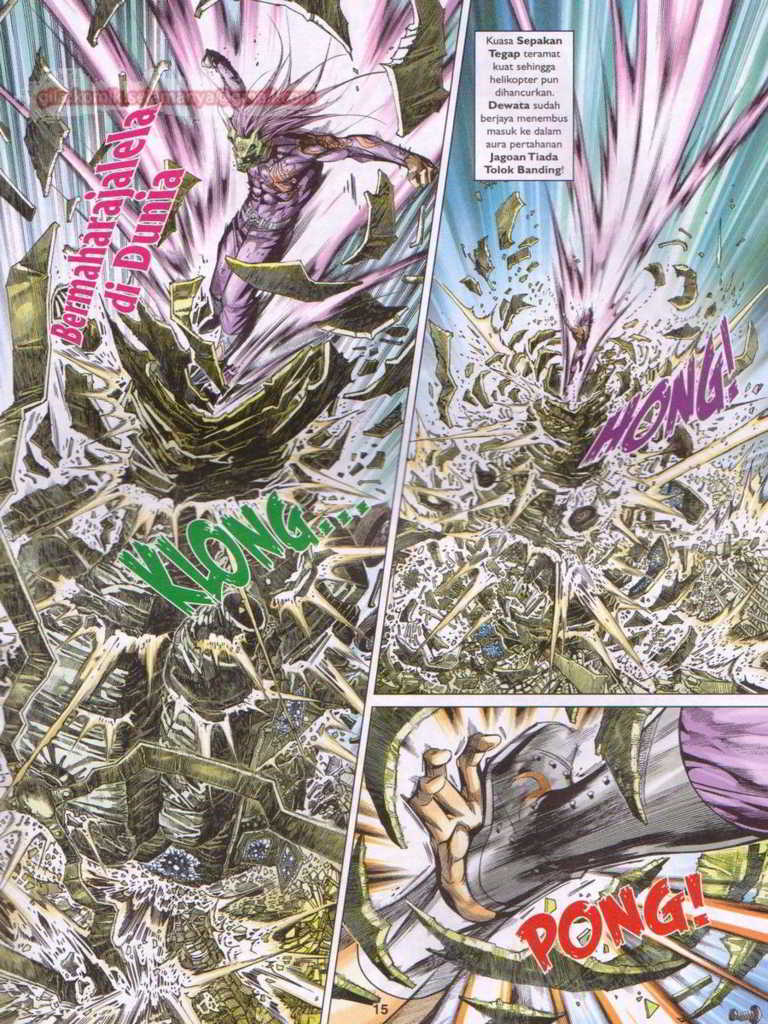 Bermaharajalela
di Dunia
KLONG...
Kuasa Sepakan
Tegap teramat
kuat sehingga
helikopter pun
dihancurkan.
Dewata sudah
berjaya menembus
masuk ke dalam
aura pertahanan
Jagoan Tiada
Tolok Banding!
HONG!
PONG!
15